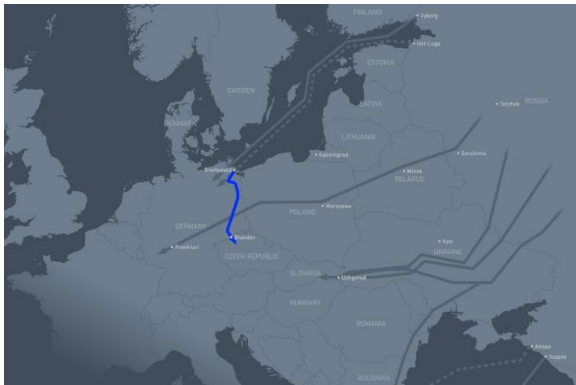 FINLAND
Vyborg
Ust-Luga
ESTONIA
SWEDEN
LATVIA
Torzhok
RUSSIA
DENMARK
LITHUANIA
Kaliningrad
Smolensk
Greifswald
Minsk
BELARUS
Warszawa
POLAND
GERMANY
Brandov
Frankfurt
CZECH REPUBLIC
Kyiv
UKRAINE
SLOVAKIA
Uzhgorod
HUNGARY
ROMANIA
Anapa
Tuapse
BULGARIA